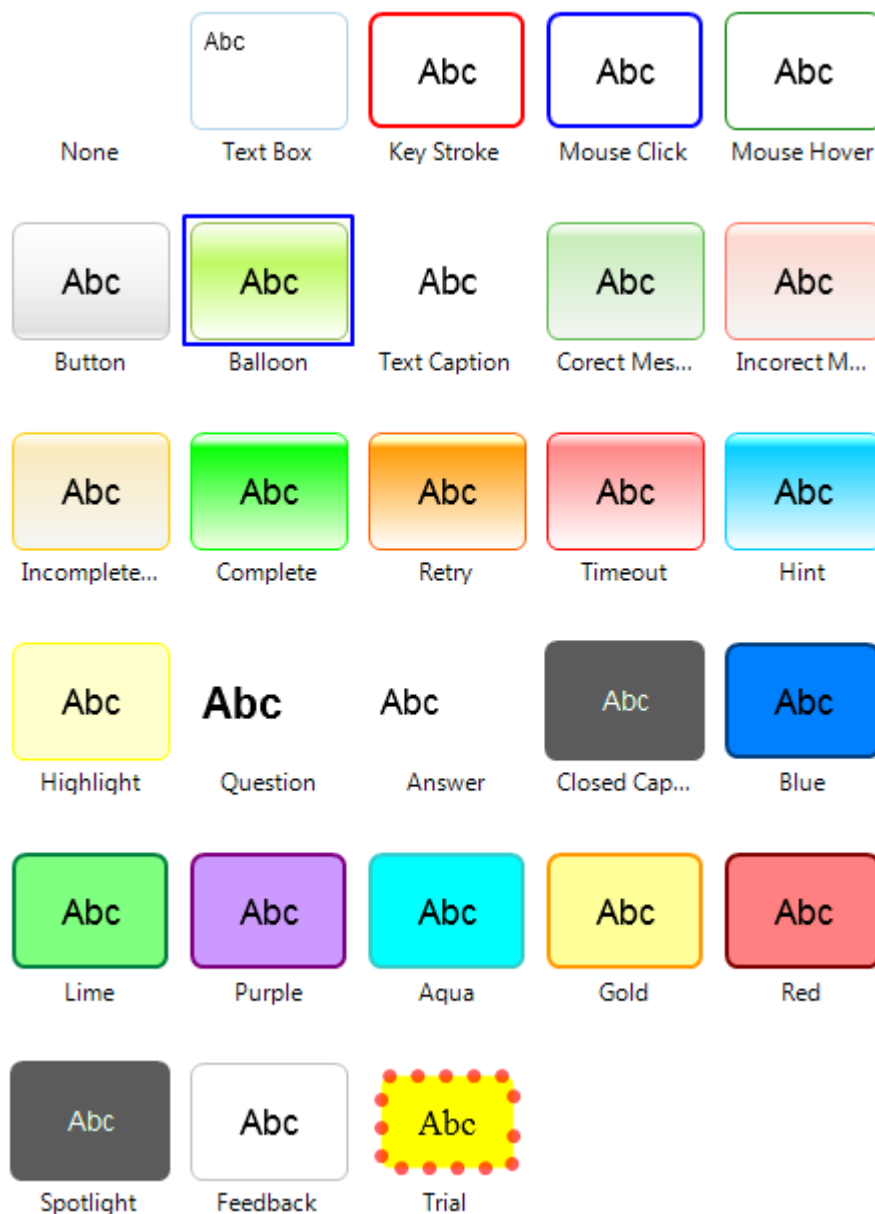 Abc Abc Abc Abc
None Text Box Key Stroke Mouse Click Mouse Hover
Abc Abc Abc Abc Abc
Button Balloon Text Caption Corect Mes... Incorect M...
Abc Abc Abc Abc Abc
Incomplete... Complete Retry Timeout Hint
Abc Abc Abc Abc Abc
Highlight Question Answer Closed Cap... Blue
Abc Abc Abc Abc Abc
Lime Purple Aqua Gold Red
Abc Abc Abc
Spotlight Feedback Trial